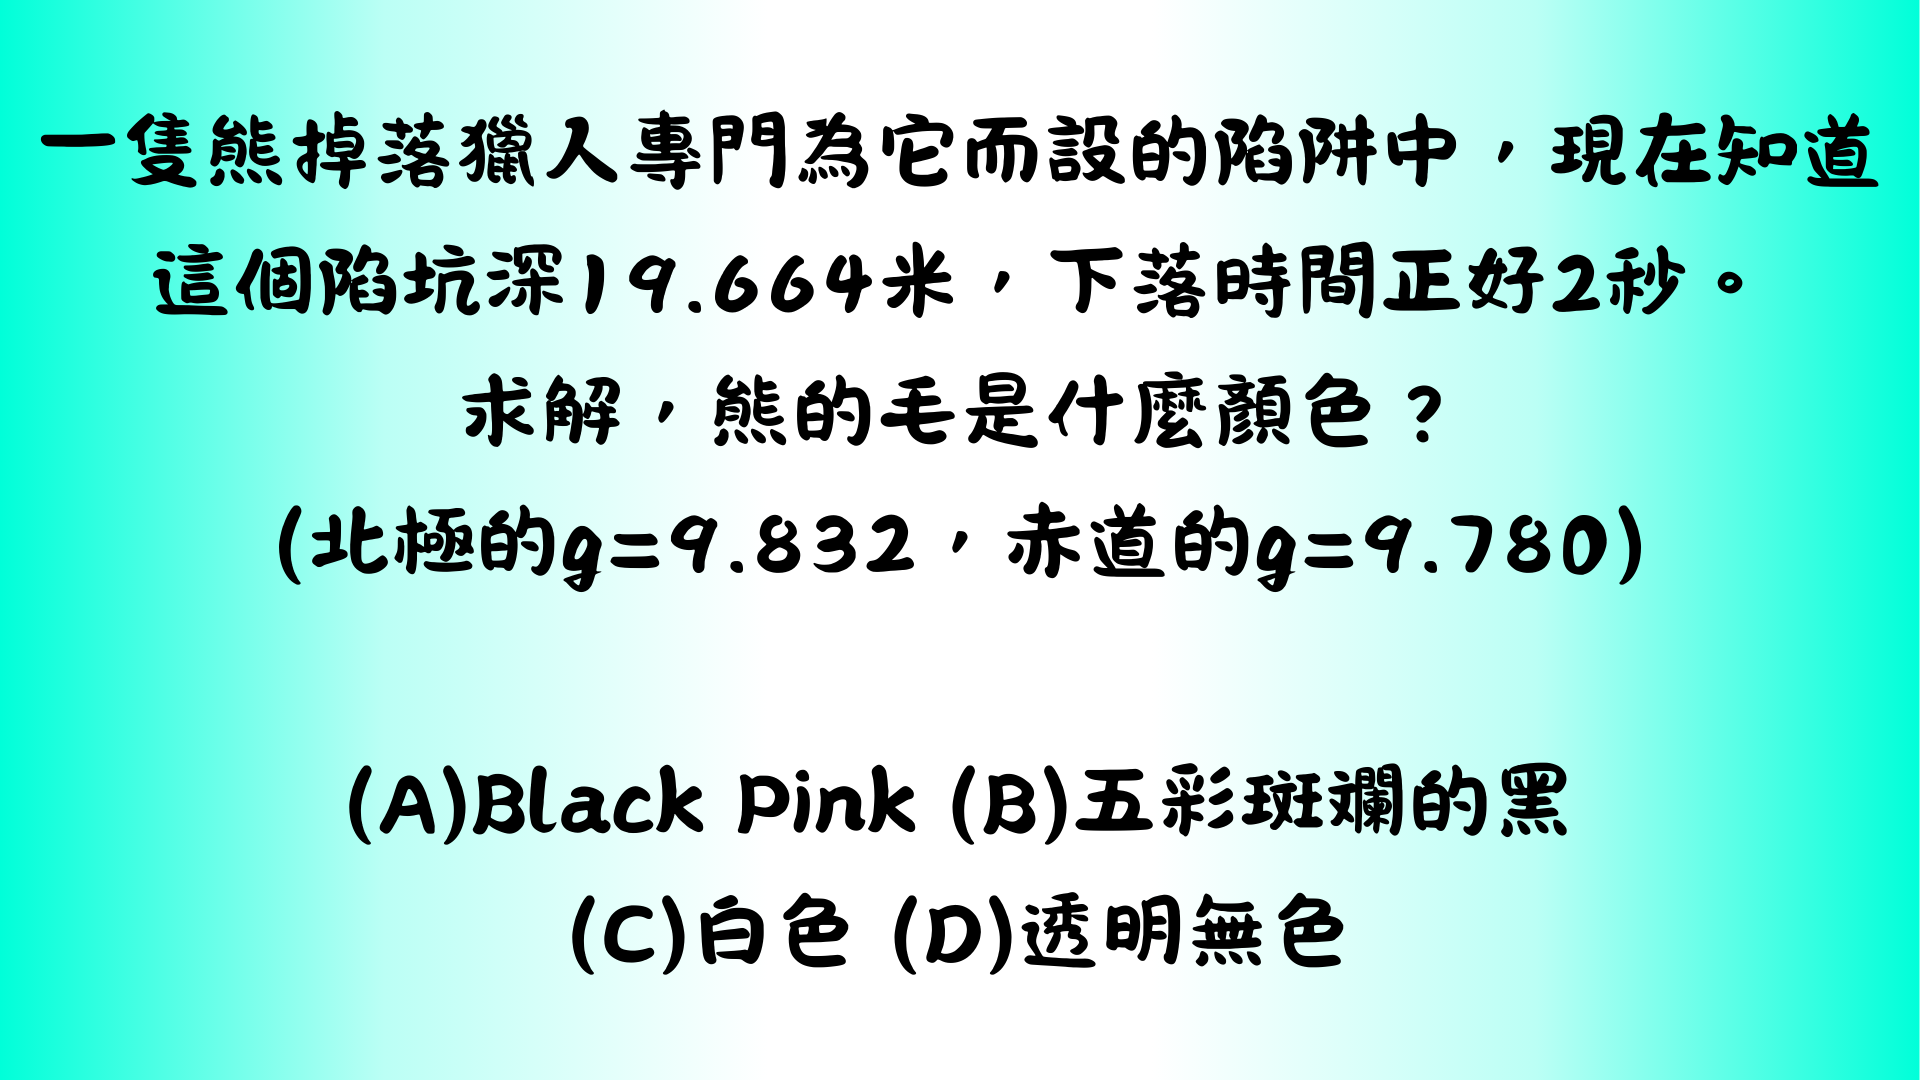 一隻熊掉落獵人專門為它而設的陷阱中，現在知道
這個陷坑深19.664米，下落時間正好2秒。
求解，熊的毛是什麼顏色？
(北極的g=9.832，赤道的g=9.780)
(A)Black Pink (B)五彩斑斕的黑
(C)白色 (D)透明無色